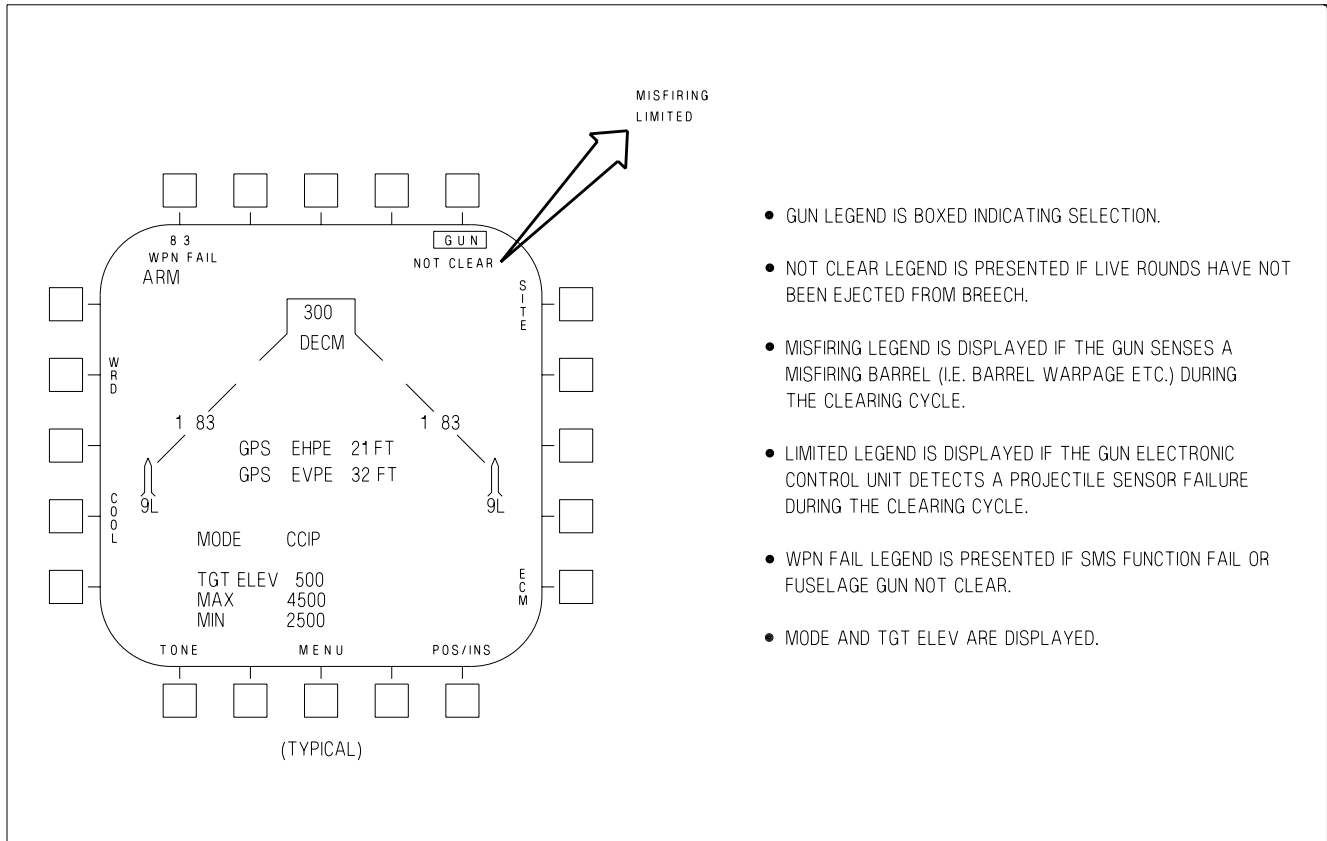 MISFIRING
LIMITED
83
WPN FAIL
ARM
GUN
NOT CLEAR
SITE
300
DECM
WRD
1 83
1 83
GPS EHPE 21 FT
GPS EVPE 32 FT
COOL
9L
9L
MODE CCIP
TGT ELEV 500
MAX 4500
MIN 2500
ECM
TONE MENU POS/INS
(TYPICAL)
● GUN LEGEND IS BOXED INDICATING SELECTION.
● NOT CLEAR LEGEND IS PRESENTED IF LIVE ROUNDS HAVE NOT
BEEN EJECTED FROM BREECH.
● MISFIRING LEGEND IS DISPLAYED IF THE GUN SENSES A
MISFIRING BARREL (I.E. BARREL WARPAGE ETC.) DURING
THE CLEARING CYCLE.
● LIMITED LEGEND IS DISPLAYED IF THE GUN ELECTRONIC
CONTROL UNIT DETECTS A PROJECTILE SENSOR FAILURE
DURING THE CLEARING CYCLE.
● WPN FAIL LEGEND IS PRESENTED IF SMS FUNCTION FAIL OR
FUSELAGE GUN NOT CLEAR.
● MODE AND TGT ELEV ARE DISPLAYED.